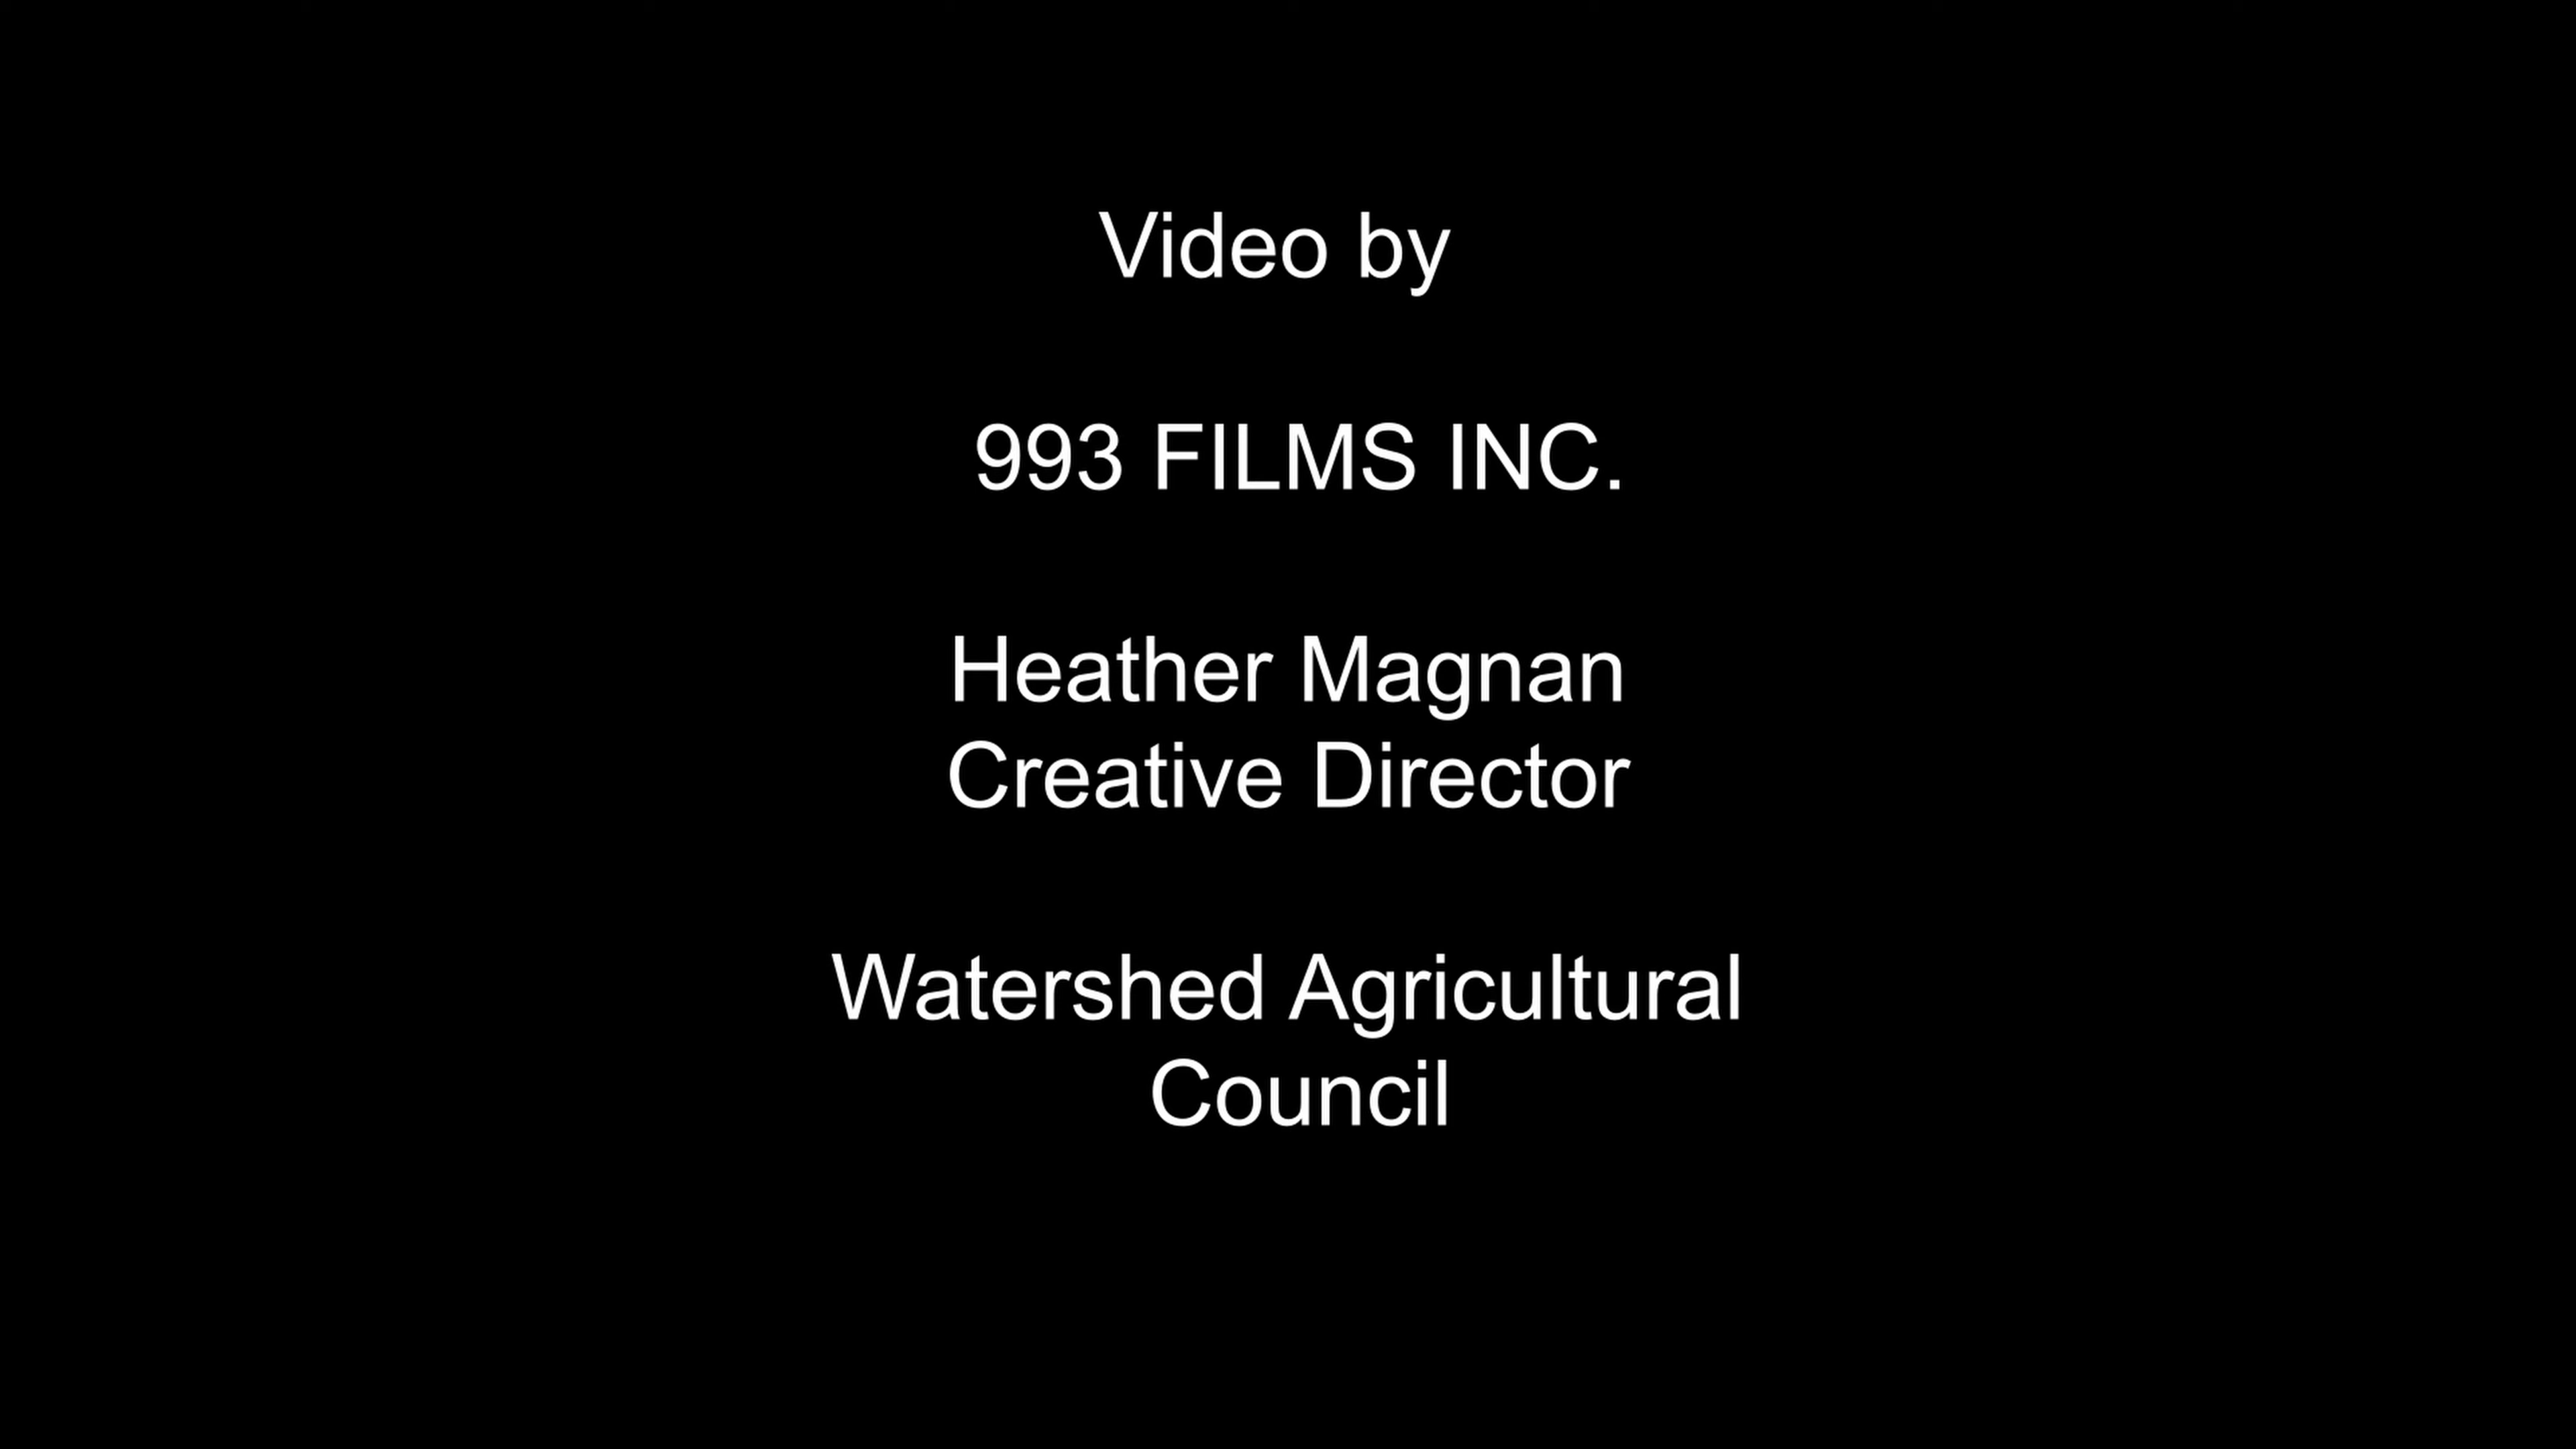 Video by
993 FILMS INC.
Heather Magnan
Creative Director
Watershed Agricultural
Council